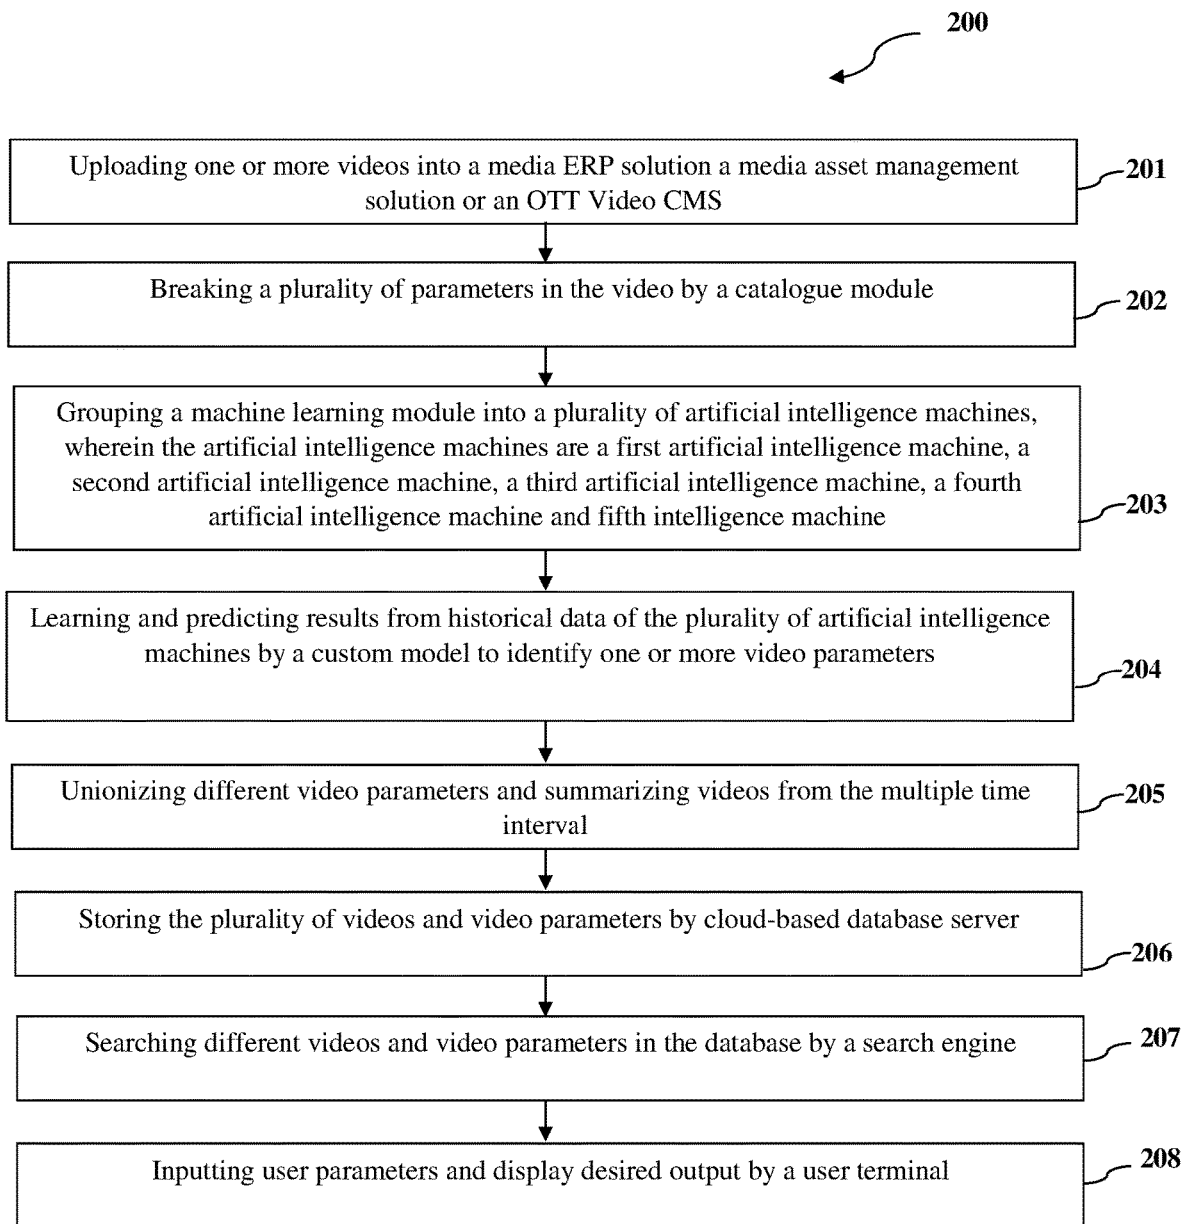 200
Uploading one or more videos into a media ERP solution a media asset management
solution or an OTT Video CMS
201
Breaking a plurality of parameters in the video by a catalogue module
202
Grouping a machine learning module into a plurality of artificial intelligence machines,
wherein the artificial intelligence machines are a first artificial intelligence machine, a
second artificial intelligence machine, a third artificial intelligence machine, a fourth
artificial intelligence machine and fifth intelligence machine
203
Learning and predicting results from historical data of the plurality of artificial intelligence
machines by a custom model to identify one or more video parameters
204
Unionizing different video parameters and summarizing videos from the multiple time
interval
205
Storing the plurality of videos and video parameters by cloud-based database server
206
Searching different videos and video parameters in the database by a search engine
207
Inputting user parameters and display desired output by a user terminal
208